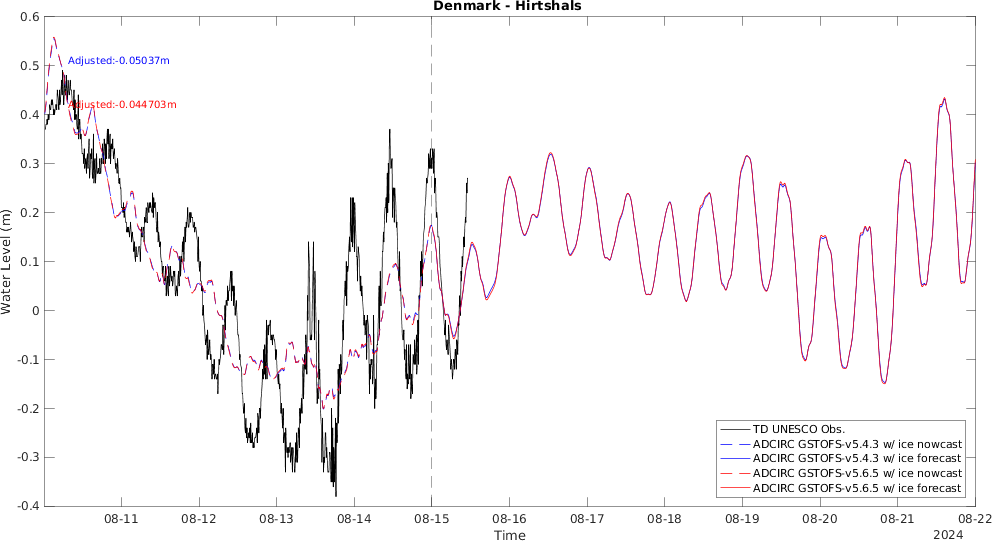 Denmark - Hirtshals
0.6
0.5
0.4
0.3
0.2
0.1
0
-0.1
-0.2
-0.3
-0.4
Water Level (m)
Adjusted:-0.05037m
Adjusted:-0.044703m
TD UNESCO Obs.
ADCIRC GSTOFS-v5.4.3 w/ ice nowcast
ADCIRC GSTOFS-v5.4.3 w/ ice forecast
ADCIRC GSTOFS-v5.6.5 w/ ice nowcast
ADCIRC GSTOFS-v5.6.5 w/ ice forecast
08-11 08-12 08-13 08-14 08-15 08-16 08-17 08-18 08-19 08-20 08-21 08-22
Time
2024